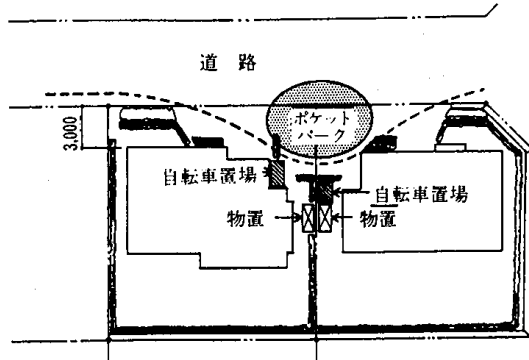 道路
ポケット
パーク
3,000
自転車置場
自転車置場
物置
物置